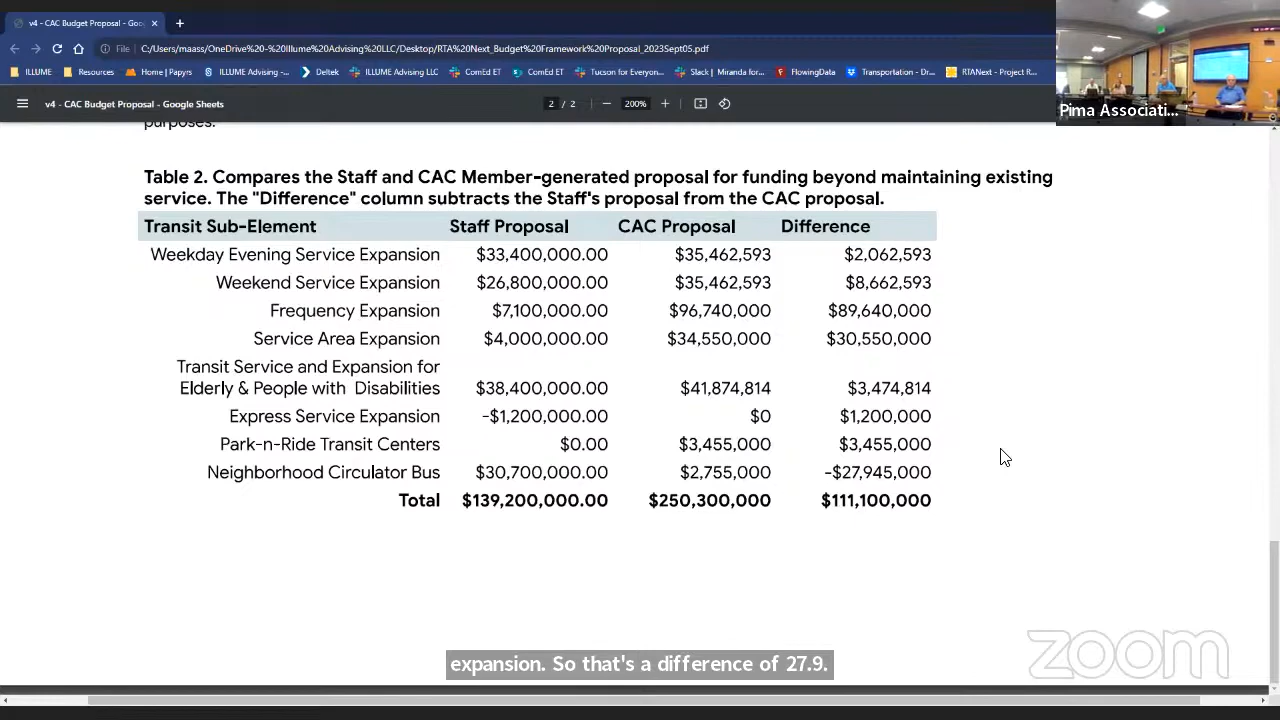 v4 - CAC Budget Proposal - Goo
File
C:/Users/maass/OneDrive%20-%20Illume%20Advising%20LLC/Desktop/RTA%20Next_Budget%20Framework%20Proposal_2023Sept05.pdf
ILLUME Resources Home | Papyrs ILLUME Advising -... Deltek ILLUME Advising LLC ComEd ET ComEd ET Tucson for Everyon... Slack | Miranda for... FlowingData Transportation - Dr... RTANext - Project R...
Pima Associati...
v4 - CAC Budget Proposal - Google Sheets 2 / 2 200%
purposes.
Table 2. Compares the Staff and CAC Member-generated proposal for funding beyond maintaining existing
service. The "Difference" column subtracts the Staff's proposal from the CAC proposal.
Transit Sub-Element Staff Proposal CAC Proposal Difference
Weekday Evening Service Expansion $33,400,000.00 $35,462,593 $2,062,593
Weekend Service Expansion $26,800,000.00 $35,462,593 $8,662,593
Frequency Expansion $7,100,000.00 $96,740,000 $89,640,000
Service Area Expansion $4,000,000.00 $34,550,000 $30,550,000
Transit Service and Expansion for
Elderly & People with Disabilities $38,400,000.00 $41,874,814 $3,474,814
Express Service Expansion -$1,200,000.00 $0 $1,200,000
Park-n-Ride Transit Centers $0.00 $3,455,000 $3,455,000
Neighborhood Circulator Bus $30,700,000.00 $2,755,000 -$27,945,000
Total $139,200,000.00 $250,300,000 $111,100,000
expansion. So that's a difference of 27.9.
zoom